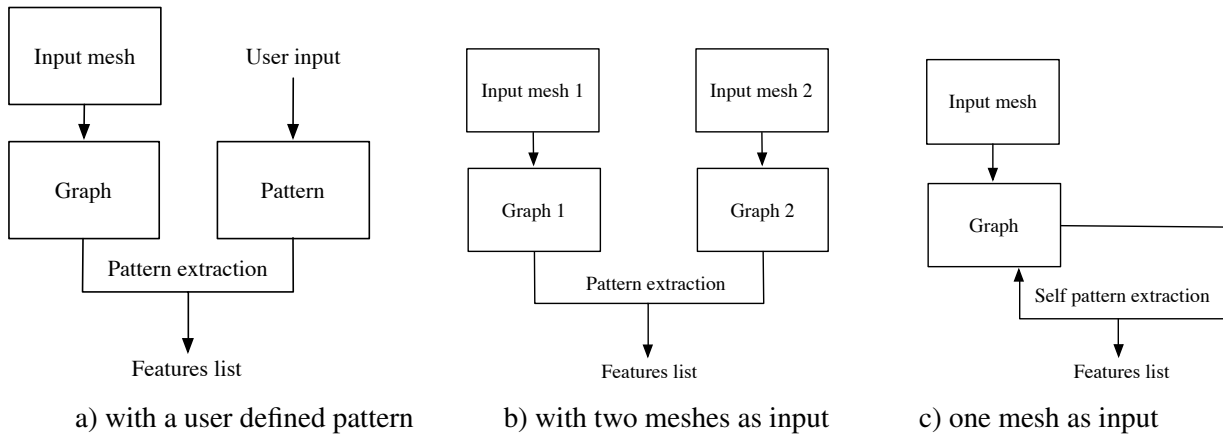 Input mesh
User input
Graph
Pattern
Pattern extraction
Features list
a) with a user defined pattern
Input mesh 1
Input mesh 2
Graph 1
Graph 2
Pattern extraction
Features list
b) with two meshes as input
Input mesh
Graph
Self pattern extraction
Features list
c) one mesh as input